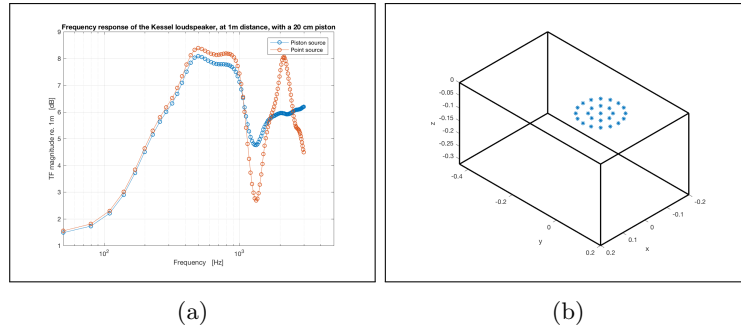 Frequency response of the Kessel loudspeaker, at 1m distance, with a 20 cm piston
Piston source
Point source
9
8
7
6
5
4
3
2
1
TF magnitude re. 1m [dB]
10²
10³
Frequency [Hz]
(a)
0
-0.05
-0.1
-0.15
-0.2
-0.25
-0.3
z
-0.4
-0.2
0
0.2
y
0.2
0.1
0
-0.1
-0.2
x
(b)